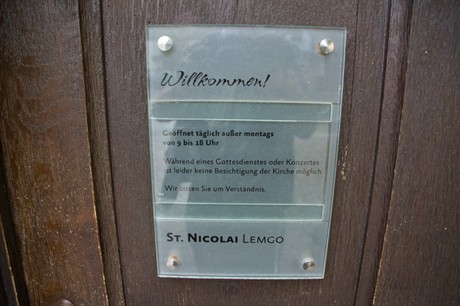 Willkommen!
Geöffnet täglich außer montags
von 9 bis 18 Uhr
Während eines Gottesdienstes oder Konzertes
ist leider keine Besichtigung der Kirche möglich
Wir bitten Sie um Verständnis.
ST. NICOLAI LEMGO